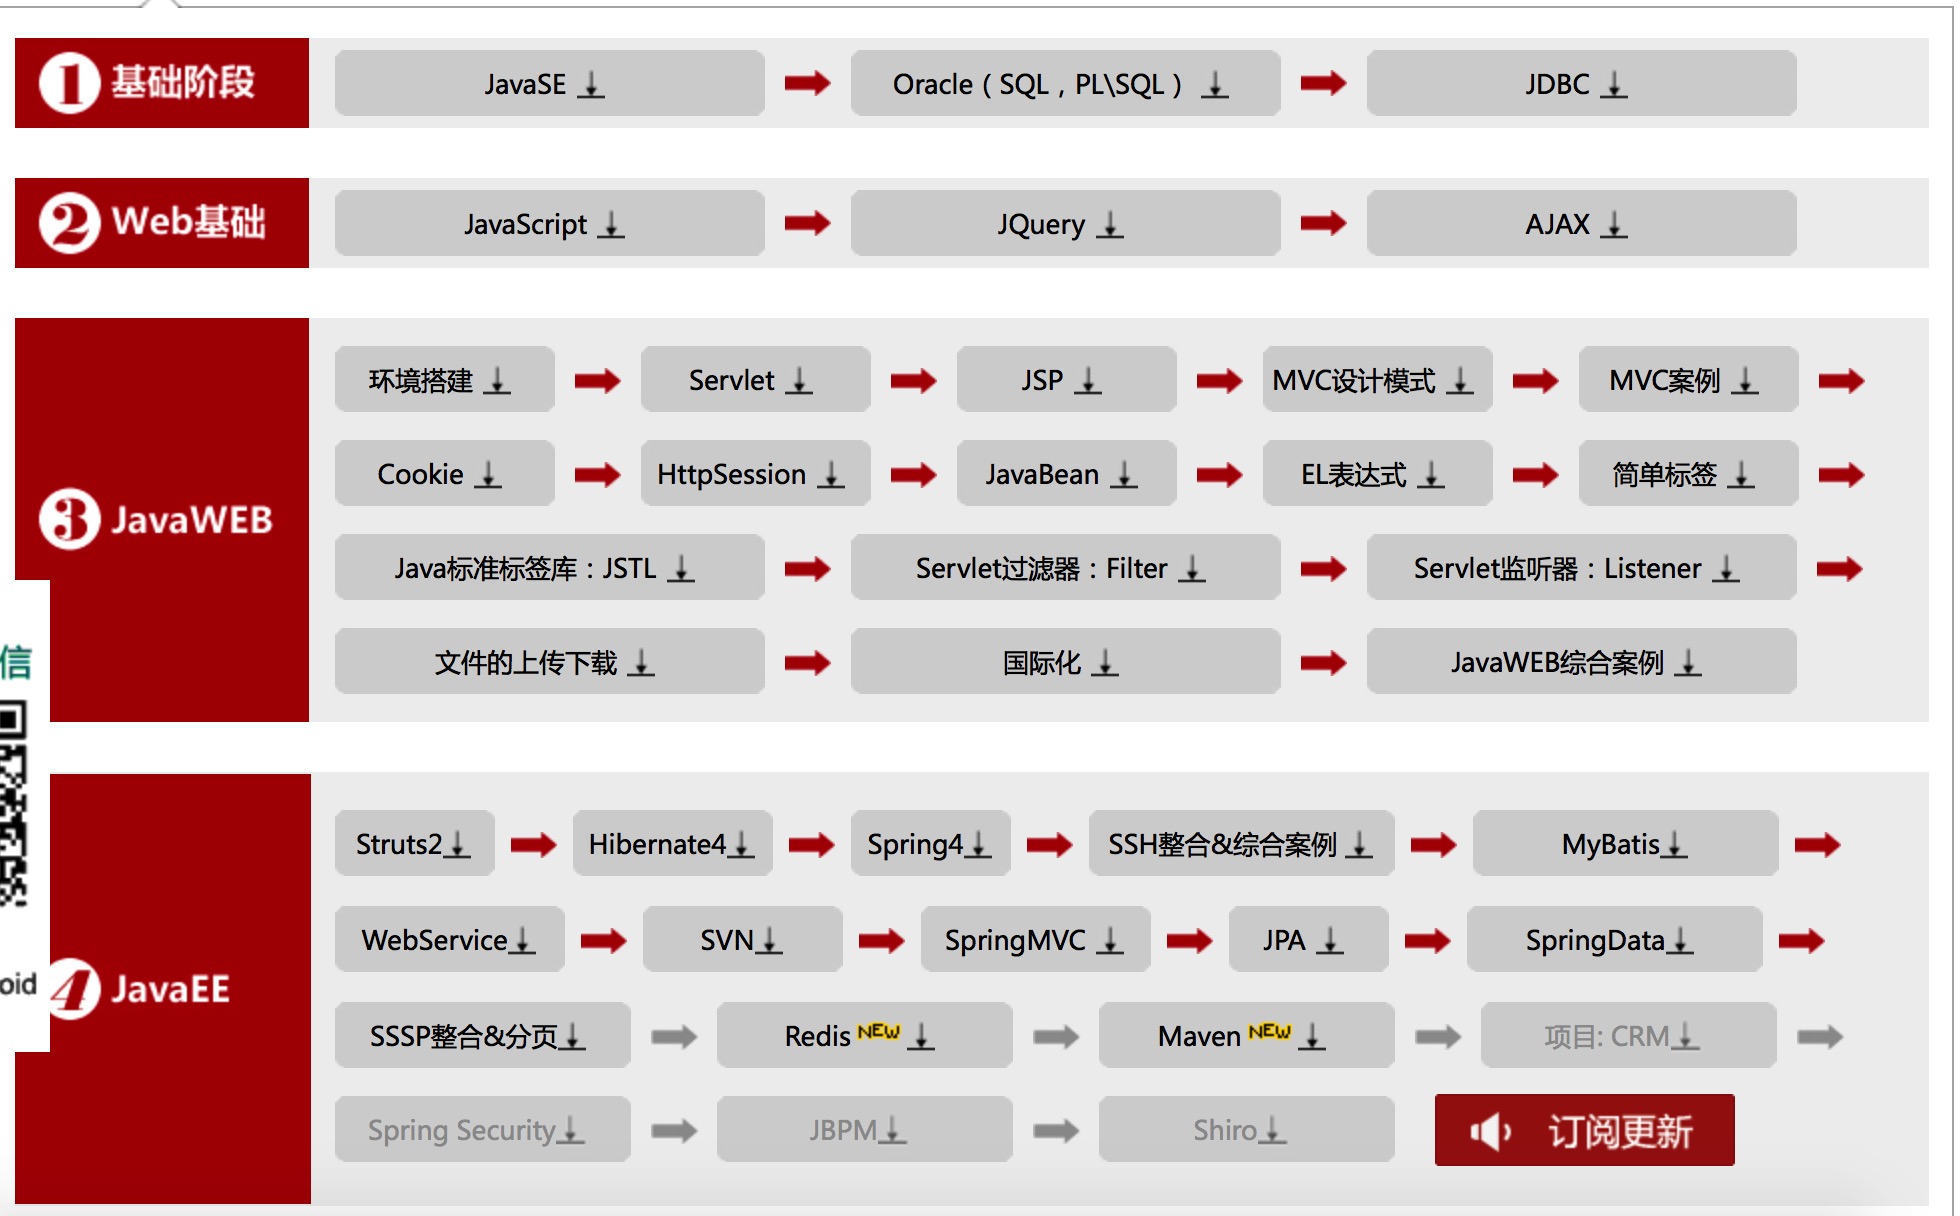 1 基础阶段 JavaSE Oracle（SQL，PL\SQL） JDBC
2 Web基础 JavaScript JQuery AJAX
环境搭建 Servlet JSP MVC设计模式 MVC案例
Cookie HttpSession JavaBean EL表达式 简单标签
3 JavaWEB
Java标准标签库：JSTL Servlet过滤器：Filter Servlet监听器：Listener
文件的上传下载 国际化 JavaWEB综合案例
信
Struts2 Hibernate4 Spring4 SSH整合&综合案例 MyBatis
WebService SVN SpringMVC JPA SpringData
oid
4 JavaEE
SSSP整合&分页 Redis NEW Maven NEW 项目: CRM
Spring Security JBPM Shiro 订阅更新